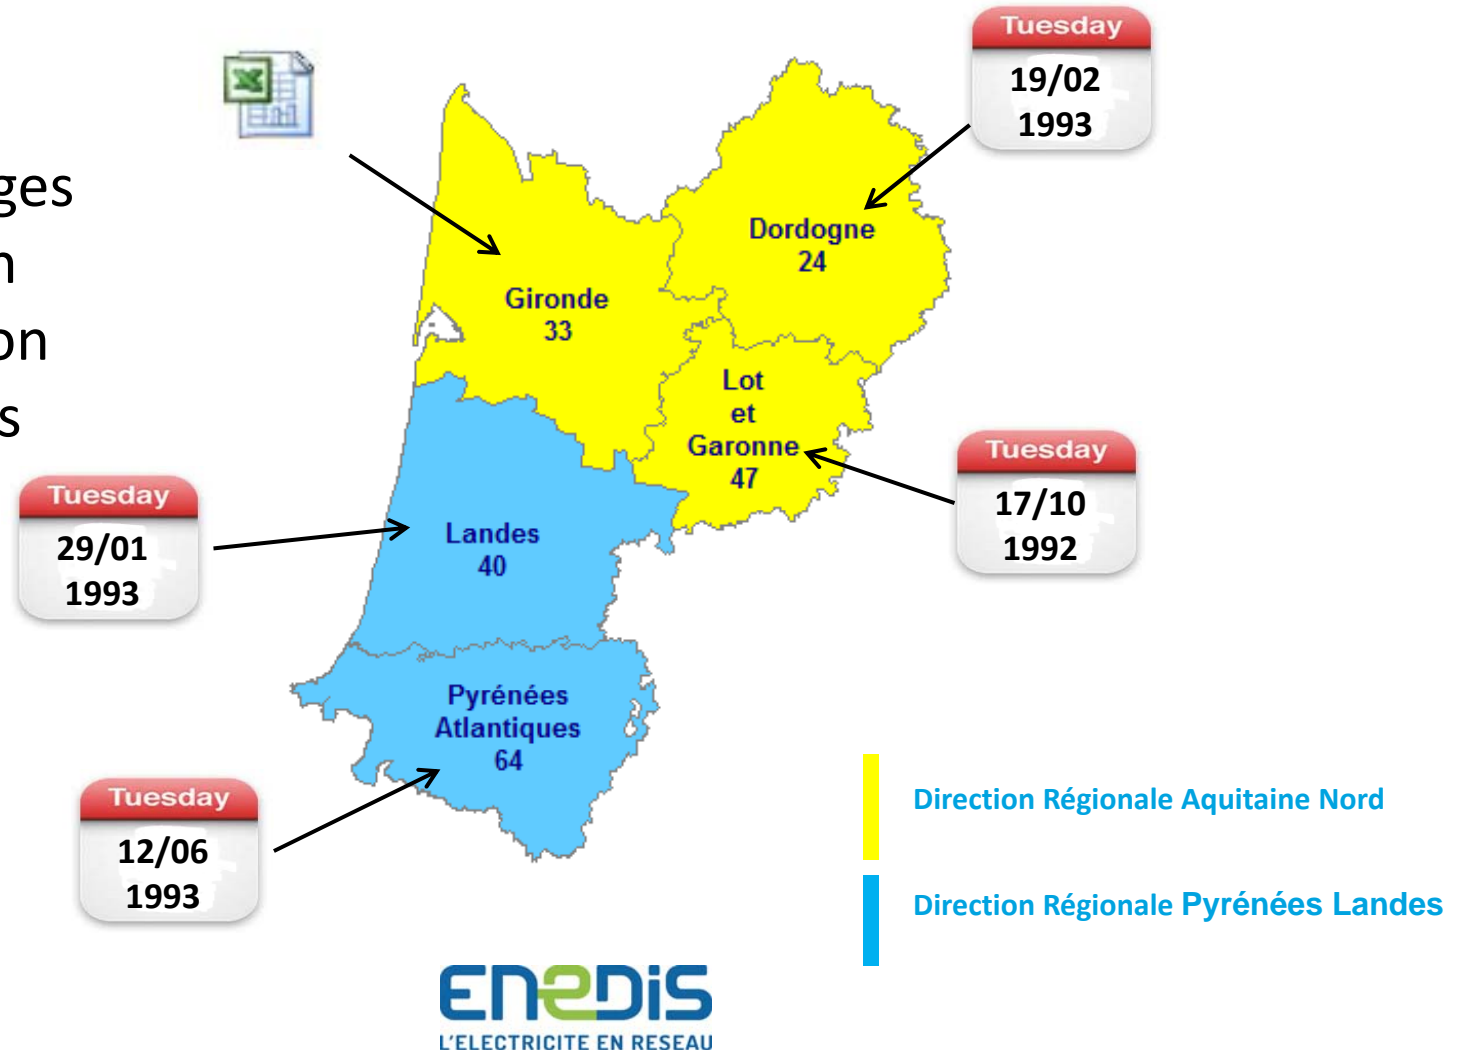 Tuesday
19/02
1993
ges
n
on
s
Dordogne
24
Gironde
33
Lot
et
Garonne
47
Tuesday
17/10
1992
Tuesday
29/01
1993
Landes
40
Pyrénées
Atlantiques
64
Tuesday
12/06
1993
Direction Régionale Aquitaine Nord
Direction Régionale Pyrénées Landes
ENEDIS
L'ELECTRICITE EN RESEAU